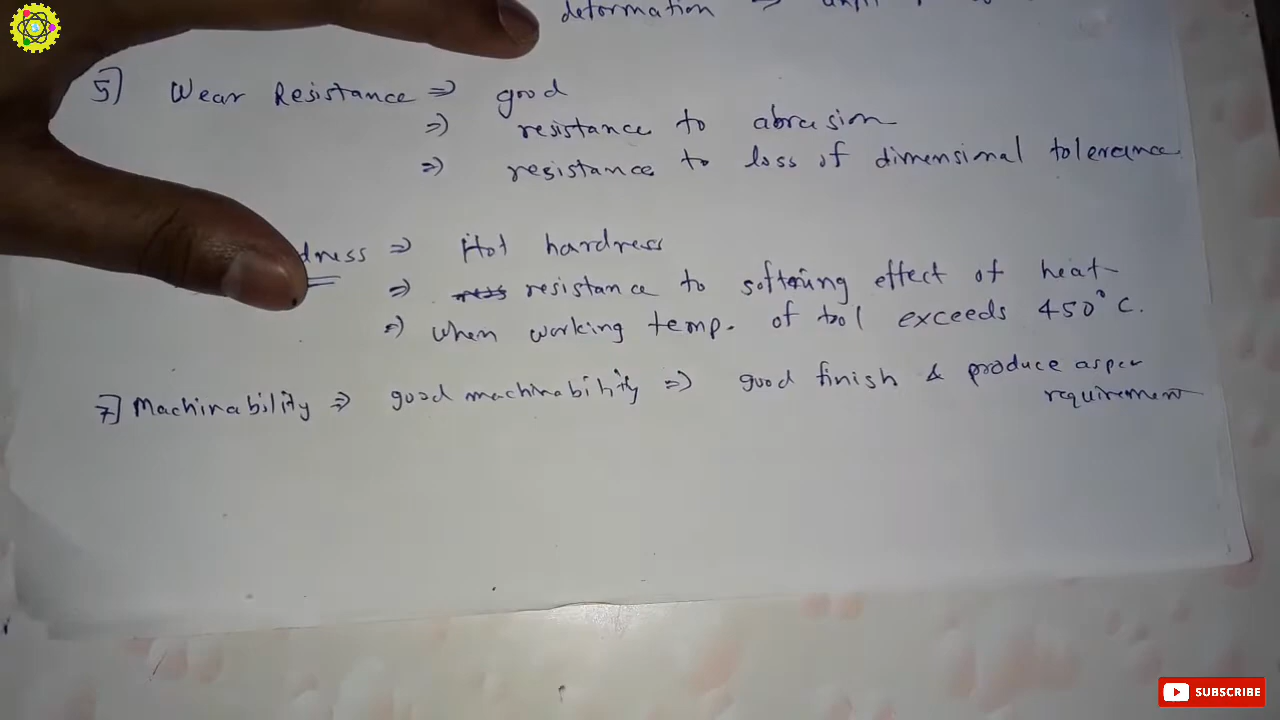 deformation ⇒
5] Wear Resistance ⇒ good
⇒ resistance to abrasion
⇒ resistance to loss of dimensional tolerance
dness ⇒ Hot hardness
⇒ resistance to softening effect of heat
⇒ when working temp. of tool exceeds 450°C.
7] Machinability ⇒ good machinability ⇒ good finish & produce as per
requirement
SUBSCRIBE